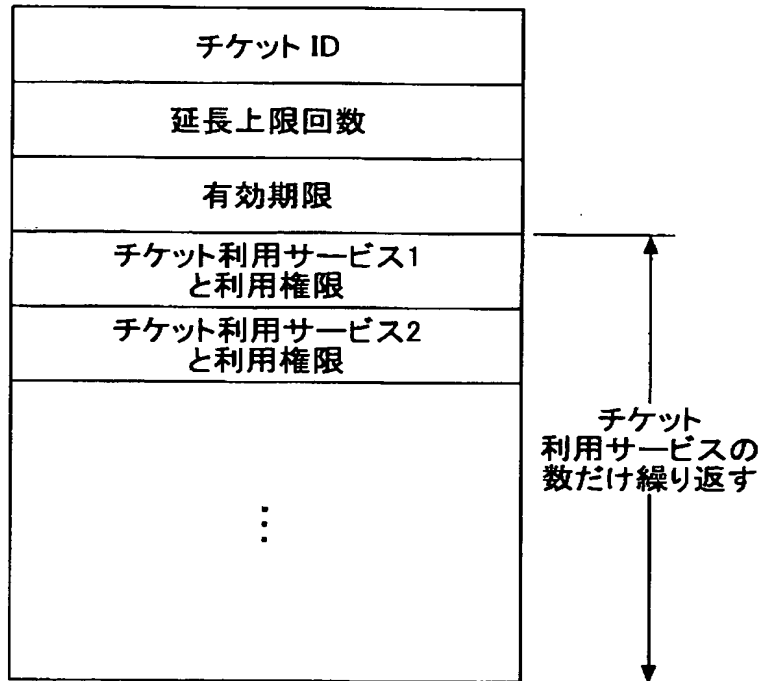 チケット ID
延長上限回数
有効期限
チケット利用サービス1
と利用権限
チケット利用サービス2
と利用権限
⋮
チケット
利用サービスの
数だけ繰り返す